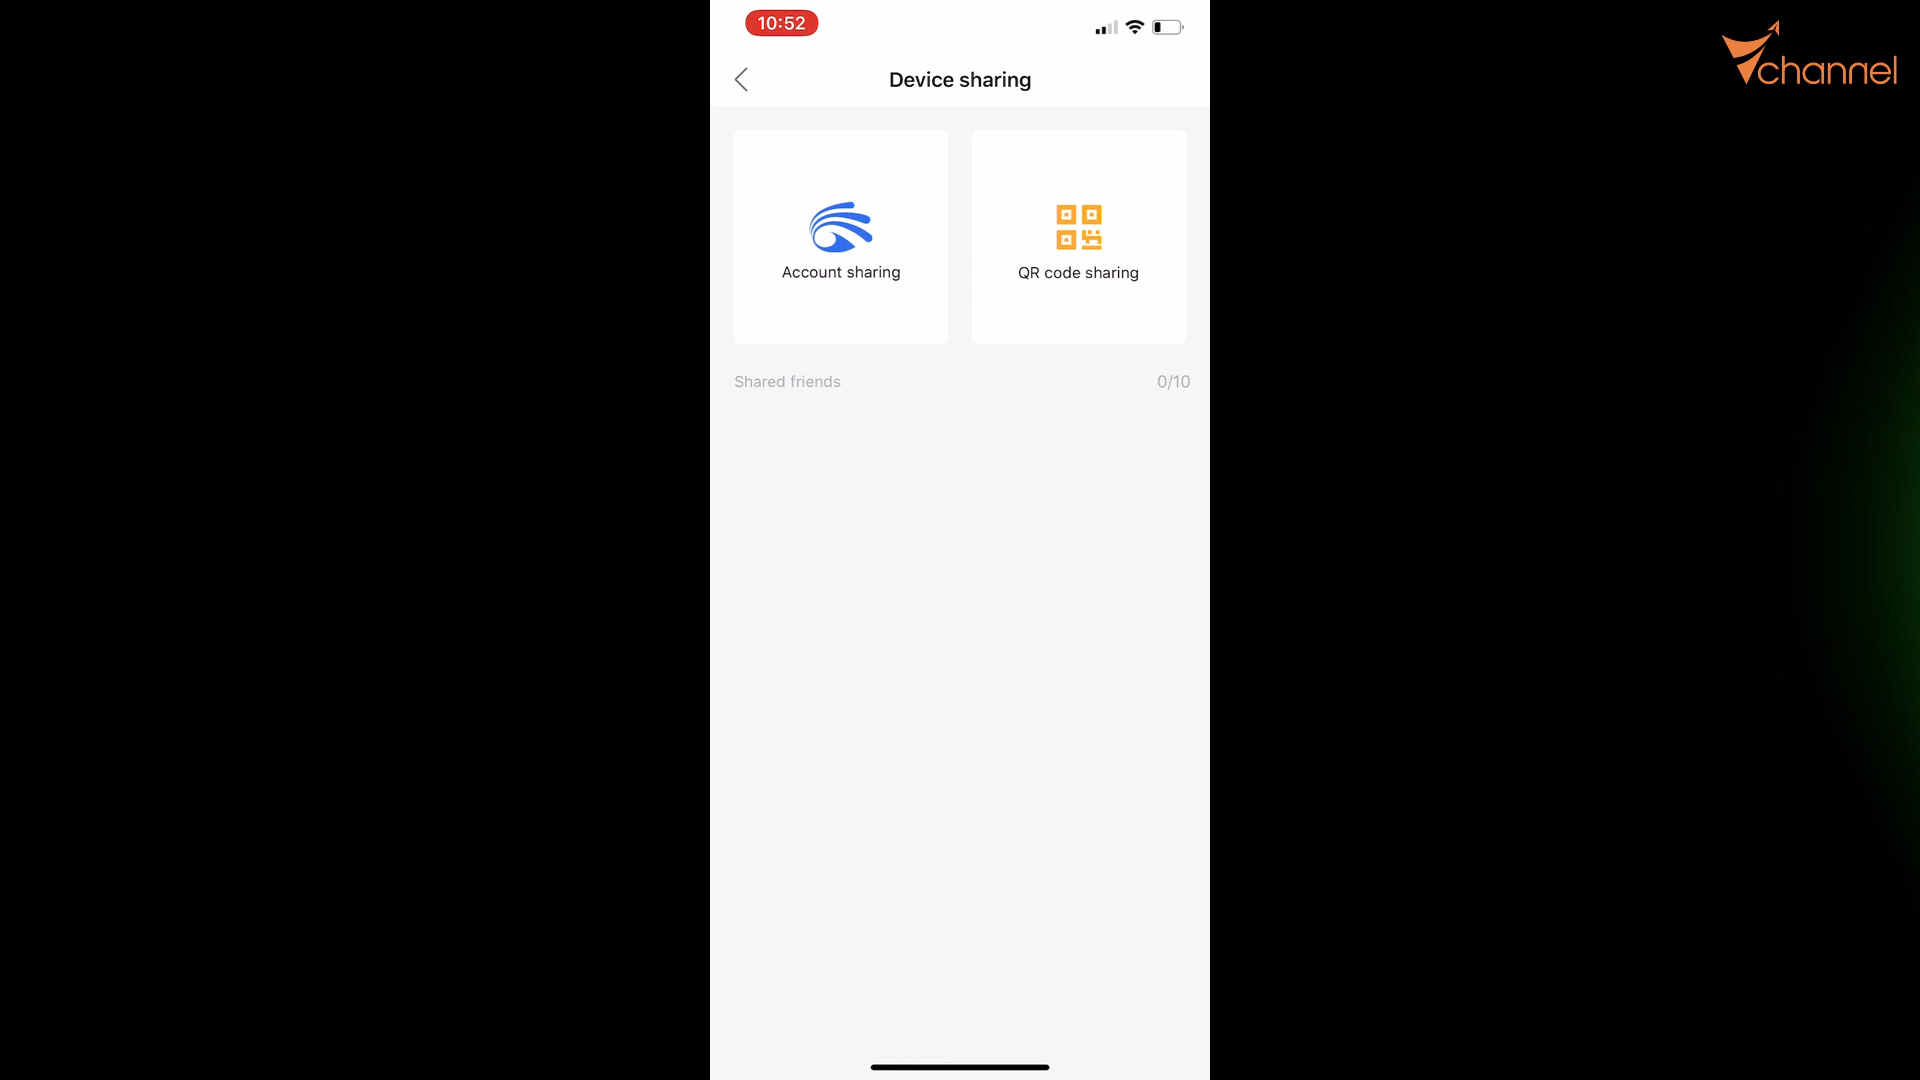 10:52
channel
Device sharing
Account sharing
QR code sharing
Shared friends
0/10